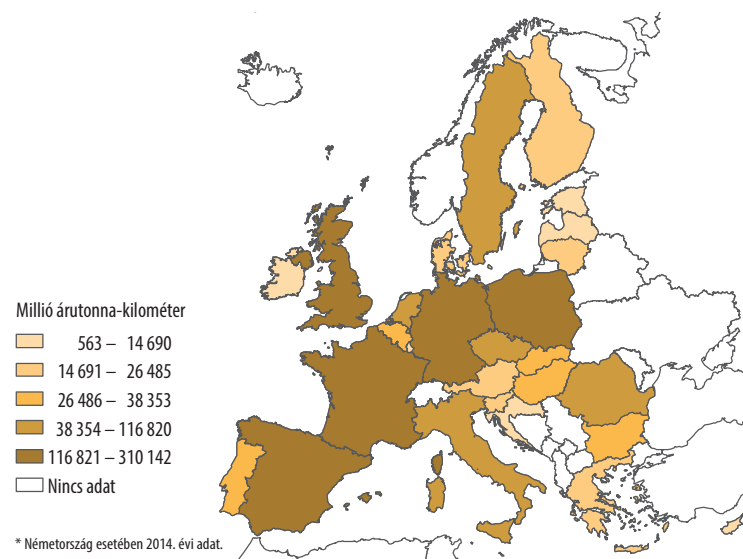 Millió árutonna-kilométer
563 – 14 690
14 691 – 26 485
26 486 – 38 353
38 354 – 116 820
116 821 – 310 142
Nincs adat
* Németország esetében 2014. évi adat.